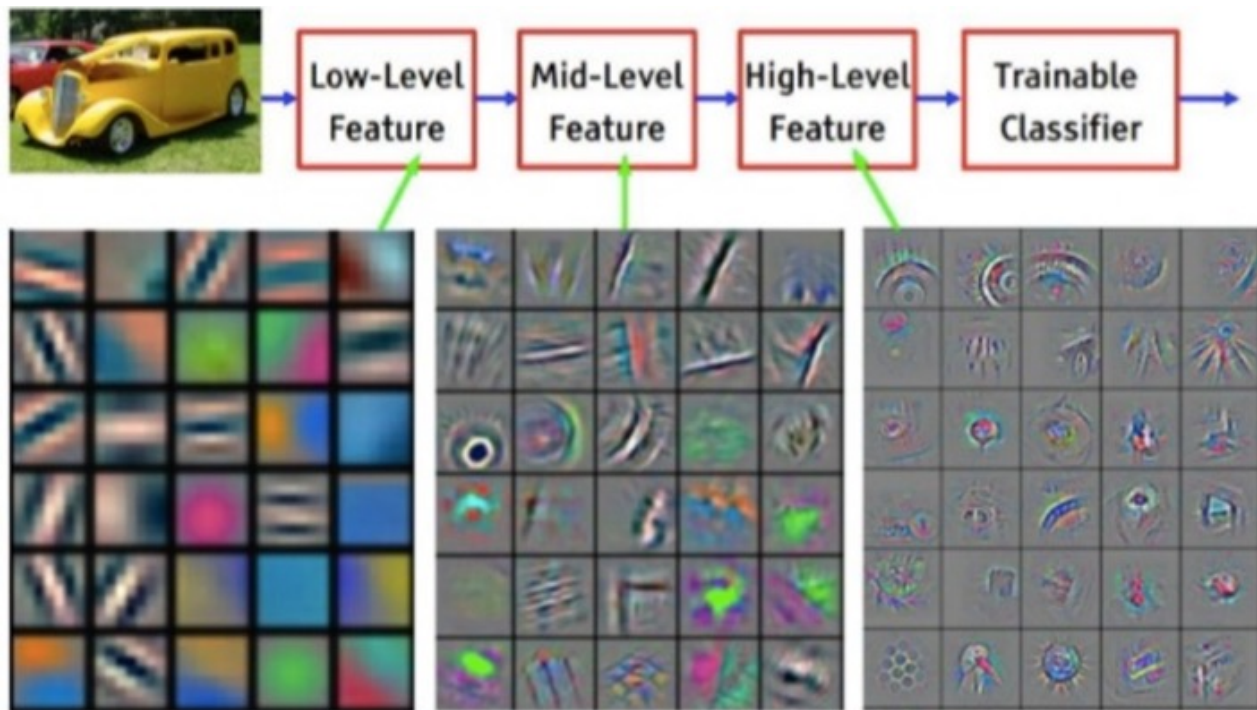 Low-Level
Feature
Mid-Level
Feature
High-Level
Feature
Trainable
Classifier